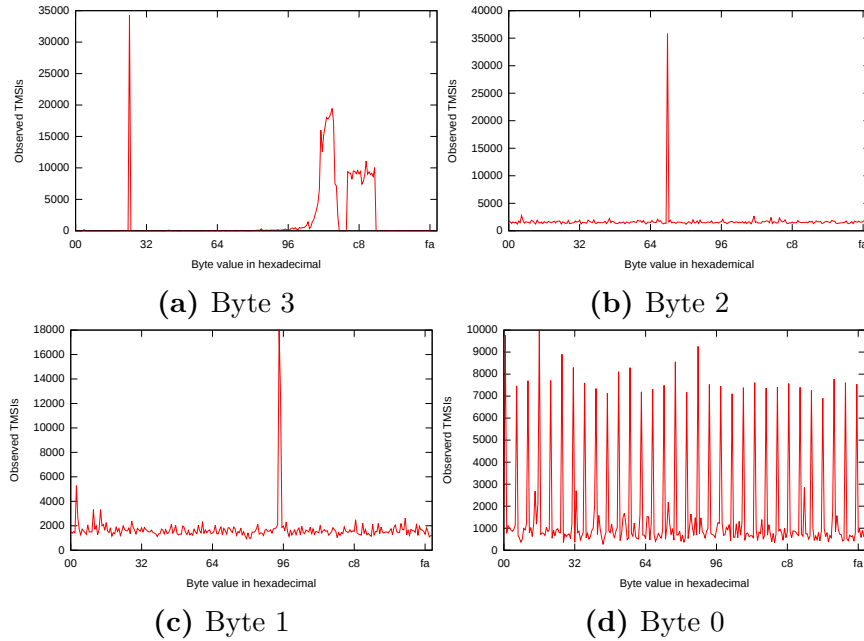 35000
30000
25000
20000
15000
10000
5000
0
Observed TMSIs
00 32 64 96 c8 fa
Byte value in hexadecimal
(a) Byte 3
40000
35000
30000
25000
20000
15000
10000
5000
0
Observed TMSIs
00 32 64 96 c8 fa
Byte value in hexademical
(b) Byte 2
18000
16000
14000
12000
10000
8000
6000
4000
2000
0
Observed TMSIs
00 32 64 96 c8 fa
Byte value in hexadecimal
(c) Byte 1
10000
9000
8000
7000
6000
5000
4000
3000
2000
1000
0
Observerd TMSIs
00 32 64 96 c8 fa
Byte value in hexadecimal
(d) Byte 0